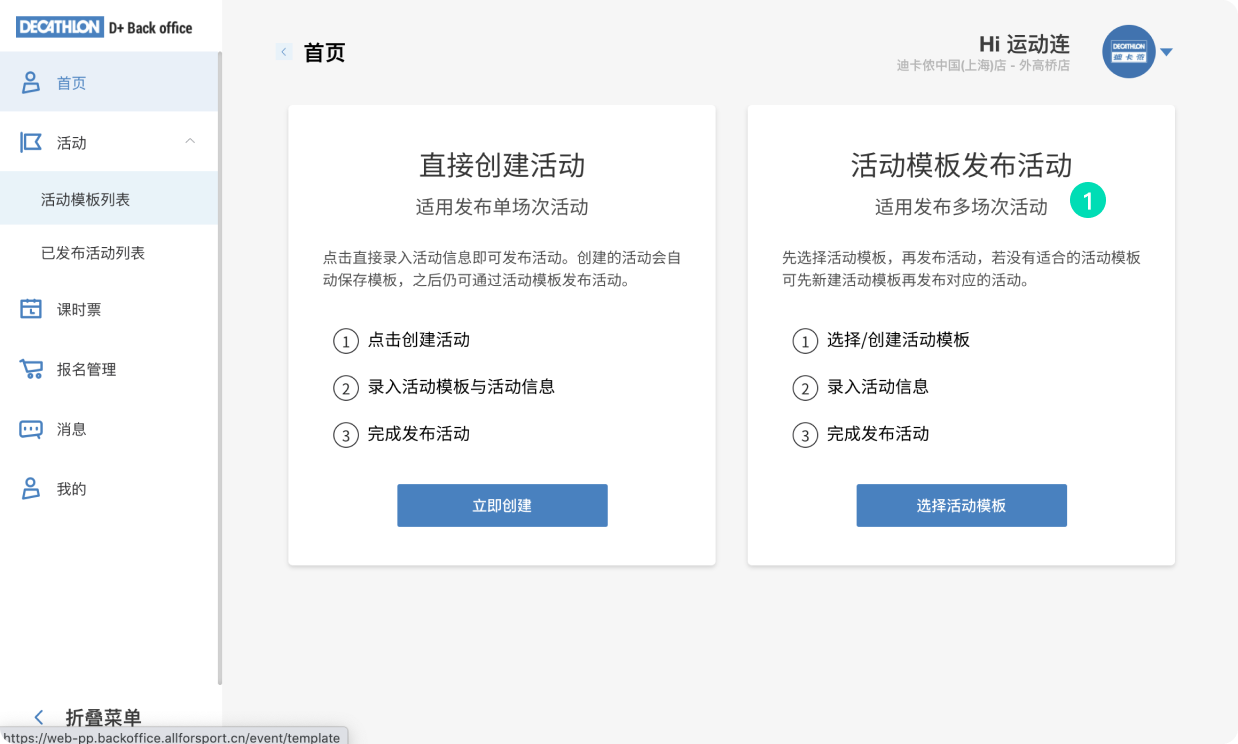 DECATHLON D+ Back office
首页
活动
活动模板列表
已发布活动列表
课时票
报名管理
消息
我的
折叠菜单
https://web-pp.backoffice.allforsport.cn/event/template
首页
Hi 运动连
迪卡侬中国(上海)店 - 外高桥店
DECATHLON
迪卡侬
直接创建活动
适用发布单场次活动
点击直接录入活动信息即可发布活动。创建的活动会自
动保存模板，之后仍可通过活动模板发布活动。
1 点击创建活动
2 录入活动模板与活动信息
3 完成发布活动
立即创建
活动模板发布活动
适用发布多场次活动
1
先选择活动模板，再发布活动，若没有适合的活动模板
可先新建活动模板再发布对应的活动。
1 选择/创建活动模板
2 录入活动信息
3 完成发布活动
选择活动模板